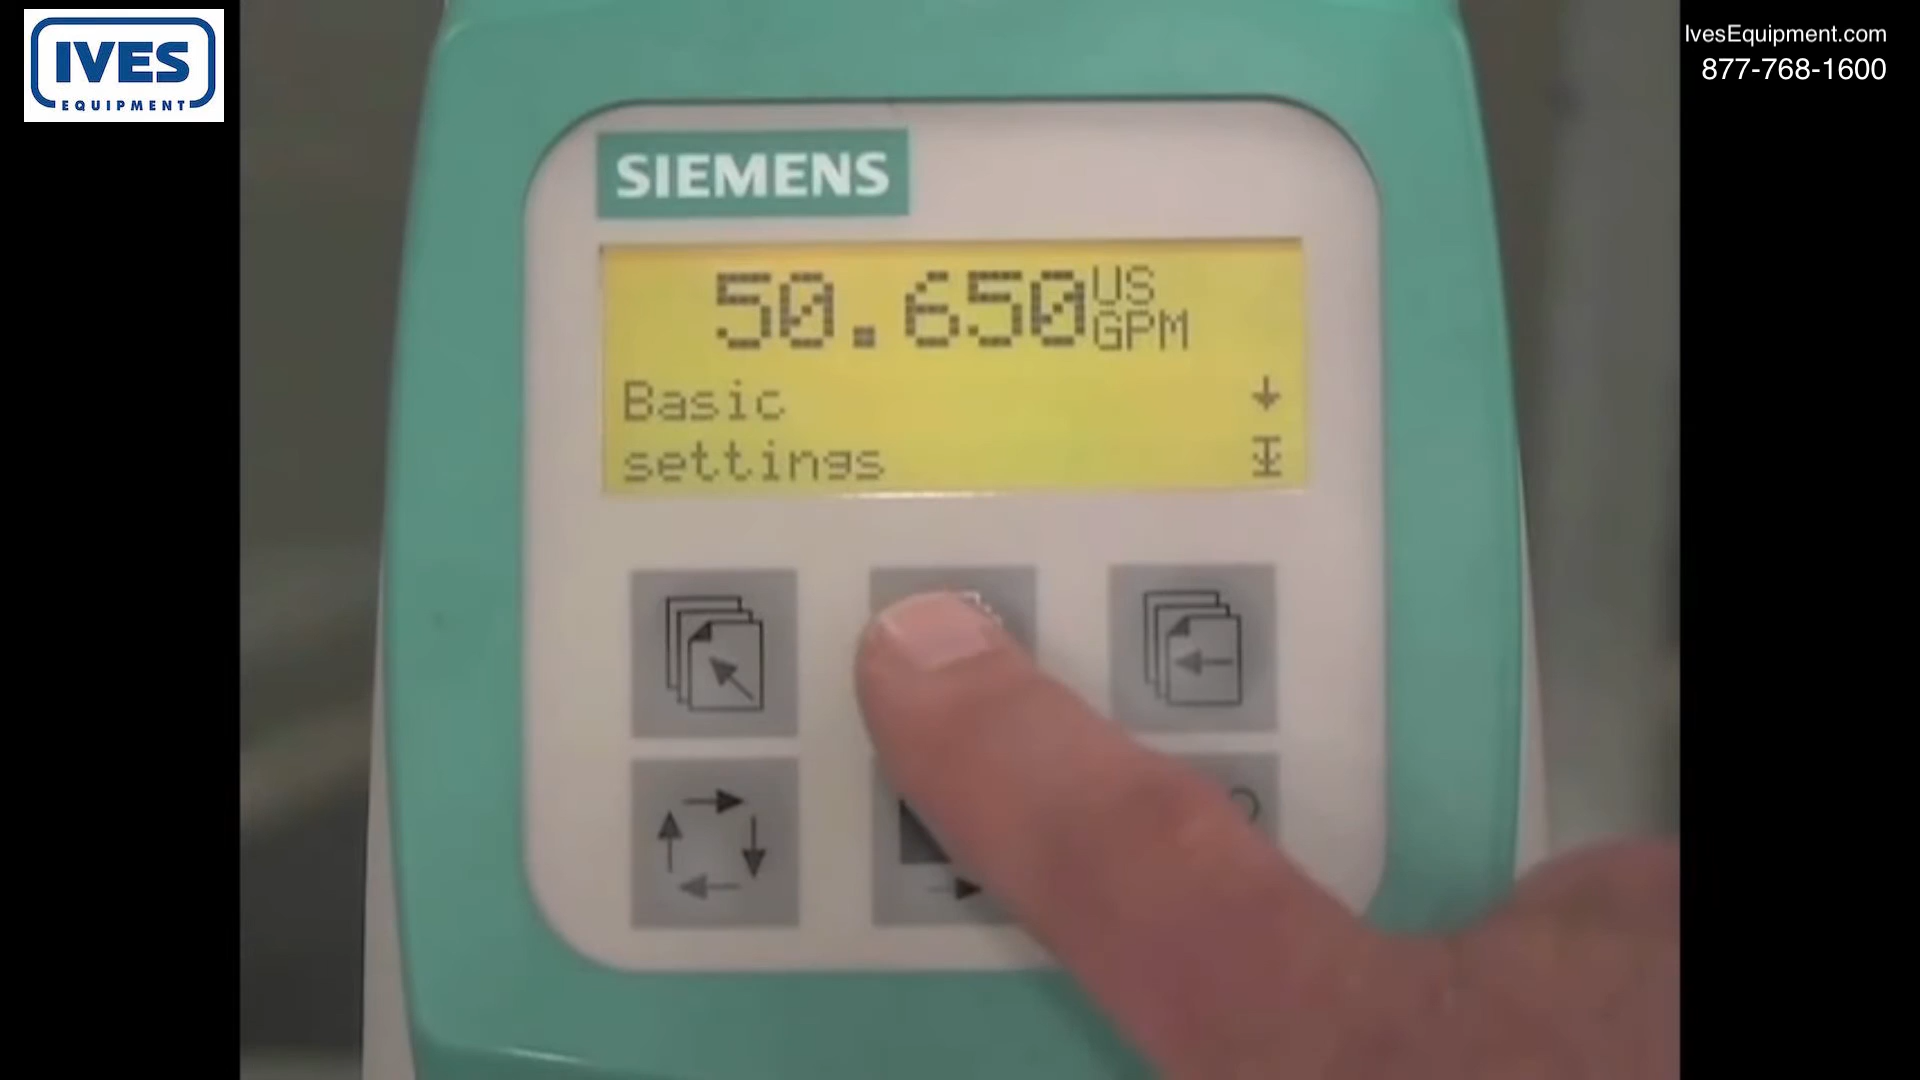 IVES
EQUIPMENT
IvesEquipment.com
877-768-1600
SIEMENS
50.650 US GPM
Basic
settings